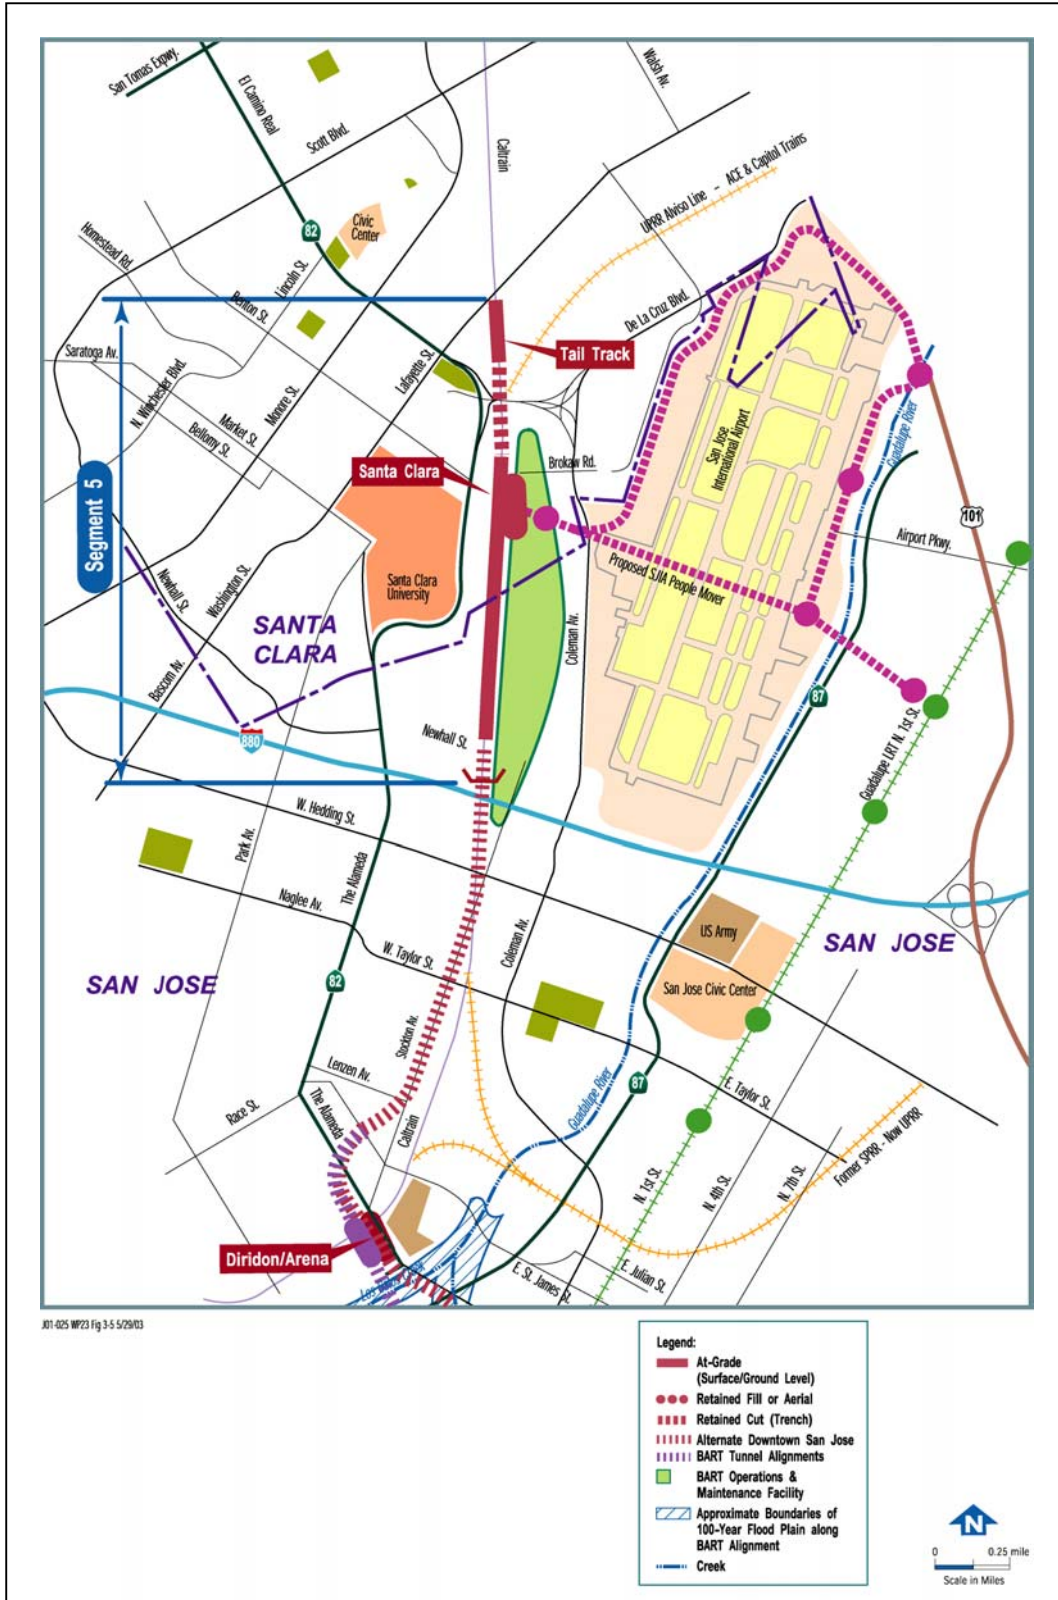 San Tomas Expwy.
El Camino Real
Scott Blvd.
Walsh Av.
Caltrain
UPRR Alviso Line - ACE & Capitol Trains
82
Civic
Center
Homestead Rd.
Lincoln St.
Benton St.
De La Cruz Blvd.
Saratoga Av.
N. Winchester Blvd.
Monore St.
Lafayette St.
Tail Track
Market St.
Bellomy St.
San Jose
International Airport
Guadalupe River
Santa Clara
Brokaw Rd.
Segment 5
101
Airport Pkwy.
Newhall St.
Washington St.
Santa Clara
University
Proposed SJIA People Mover
SANTA
CLARA
Coleman Av.
Bascom Av.
87
880
Newhall St.
Guadalupe LRT N. 1st St.
W. Hedding St.
Park Av.
The Alameda
Naglee Av.
W. Taylor St.
Coleman Av.
US Army
SAN JOSE
SAN JOSE
82
San Jose Civic Center
Stockton Av.
Lenzen Av.
Guadalupe River
87
E. Taylor St.
Race St.
The Alameda
Caltrain
Former SPRR - Now UPRR
N. 1st St.
N. 4th St.
N. 7th St.
Diridon/Arena
E. Julian St.
E. St. James St.
J01-025 WP23 Fig 3-5 5/29/03
Legend:
At-Grade
(Surface/Ground Level)
Retained Fill or Aerial
Retained Cut (Trench)
Alternate Downtown San Jose
BART Tunnel Alignments
BART Operations &
Maintenance Facility
Approximate Boundaries of
100-Year Flood Plain along
BART Alignment
Creek
N
0 0.25 mile
Scale in Miles